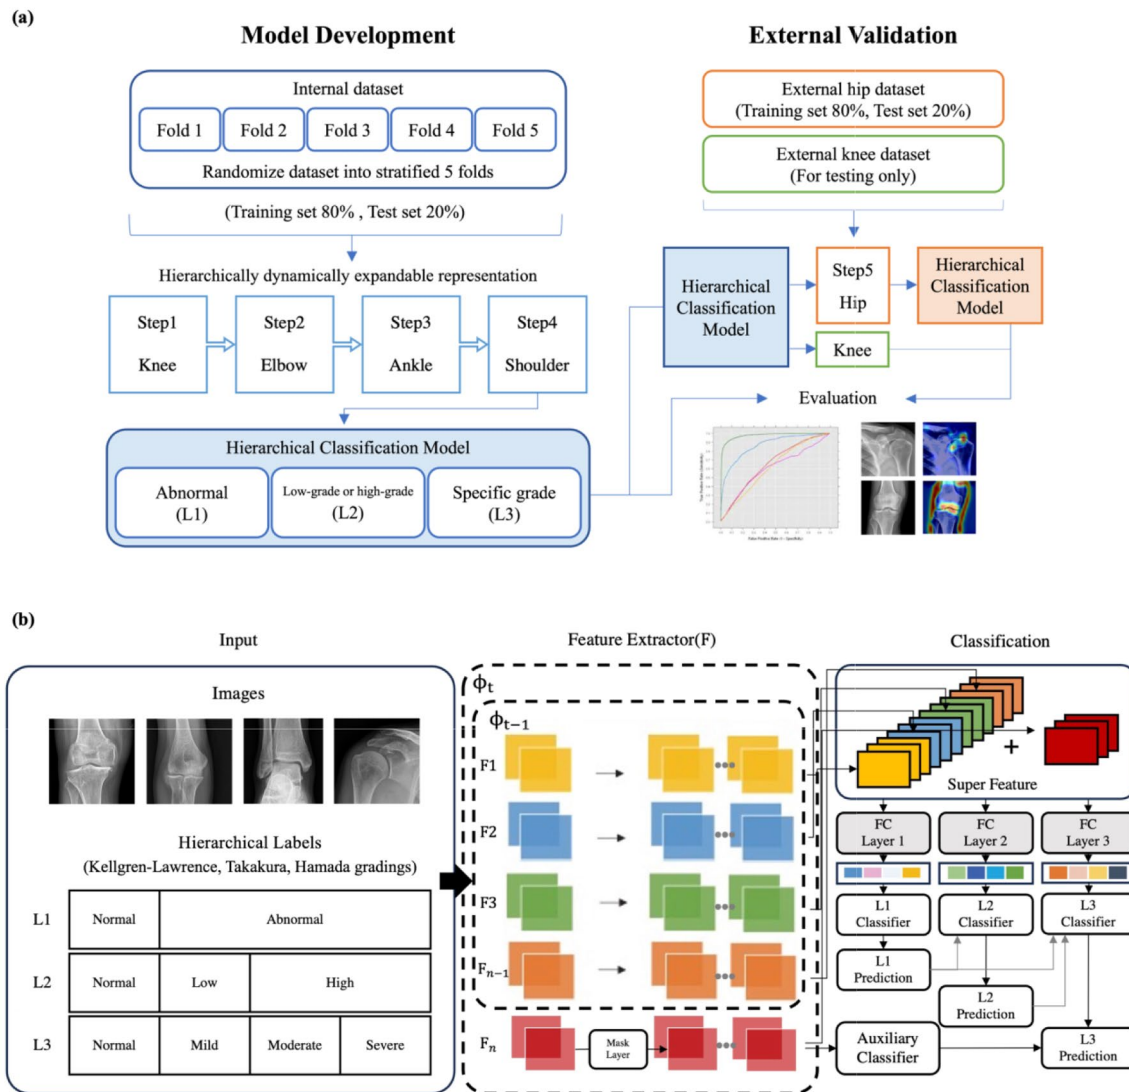 (a)
Model Development
Internal dataset
Fold 1
Fold 2
Fold 3
Fold 4
Fold 5
Randomize dataset into stratified 5 folds
(Training set 80% , Test set 20%)
Hierarchically dynamically expandable representation
Step1
Knee
Step2
Elbow
Step3
Ankle
Step4
Shoulder
Hierarchical Classification Model
Abnormal
(L1)
Low-grade or high-grade
(L2)
Specific grade
(L3)
External Validation
External hip dataset
(Training set 80%, Test set 20%)
External knee dataset
(For testing only)
Hierarchical
Classification
Model
Step5
Hip
Hierarchical
Classification
Model
Knee
Evaluation
(b)
Input
Images
Hierarchical Labels
(Kellgren-Lawrence, Takakura, Hamada gradings)
L1
Normal
Abnormal
L2
Normal
Low
High
L3
Normal
Mild
Moderate
Severe
Feature Extractor(F)
Φt
Φt−1
F1
F2
F3
Fn−1
Fn
Mask
Layer
Classification
+
Super Feature
FC
Layer 1
FC
Layer 2
FC
Layer 3
L1
Classifier
L2
Classifier
L3
Classifier
L1
Prediction
L2
Prediction
Auxiliary
Classifier
L3
Prediction